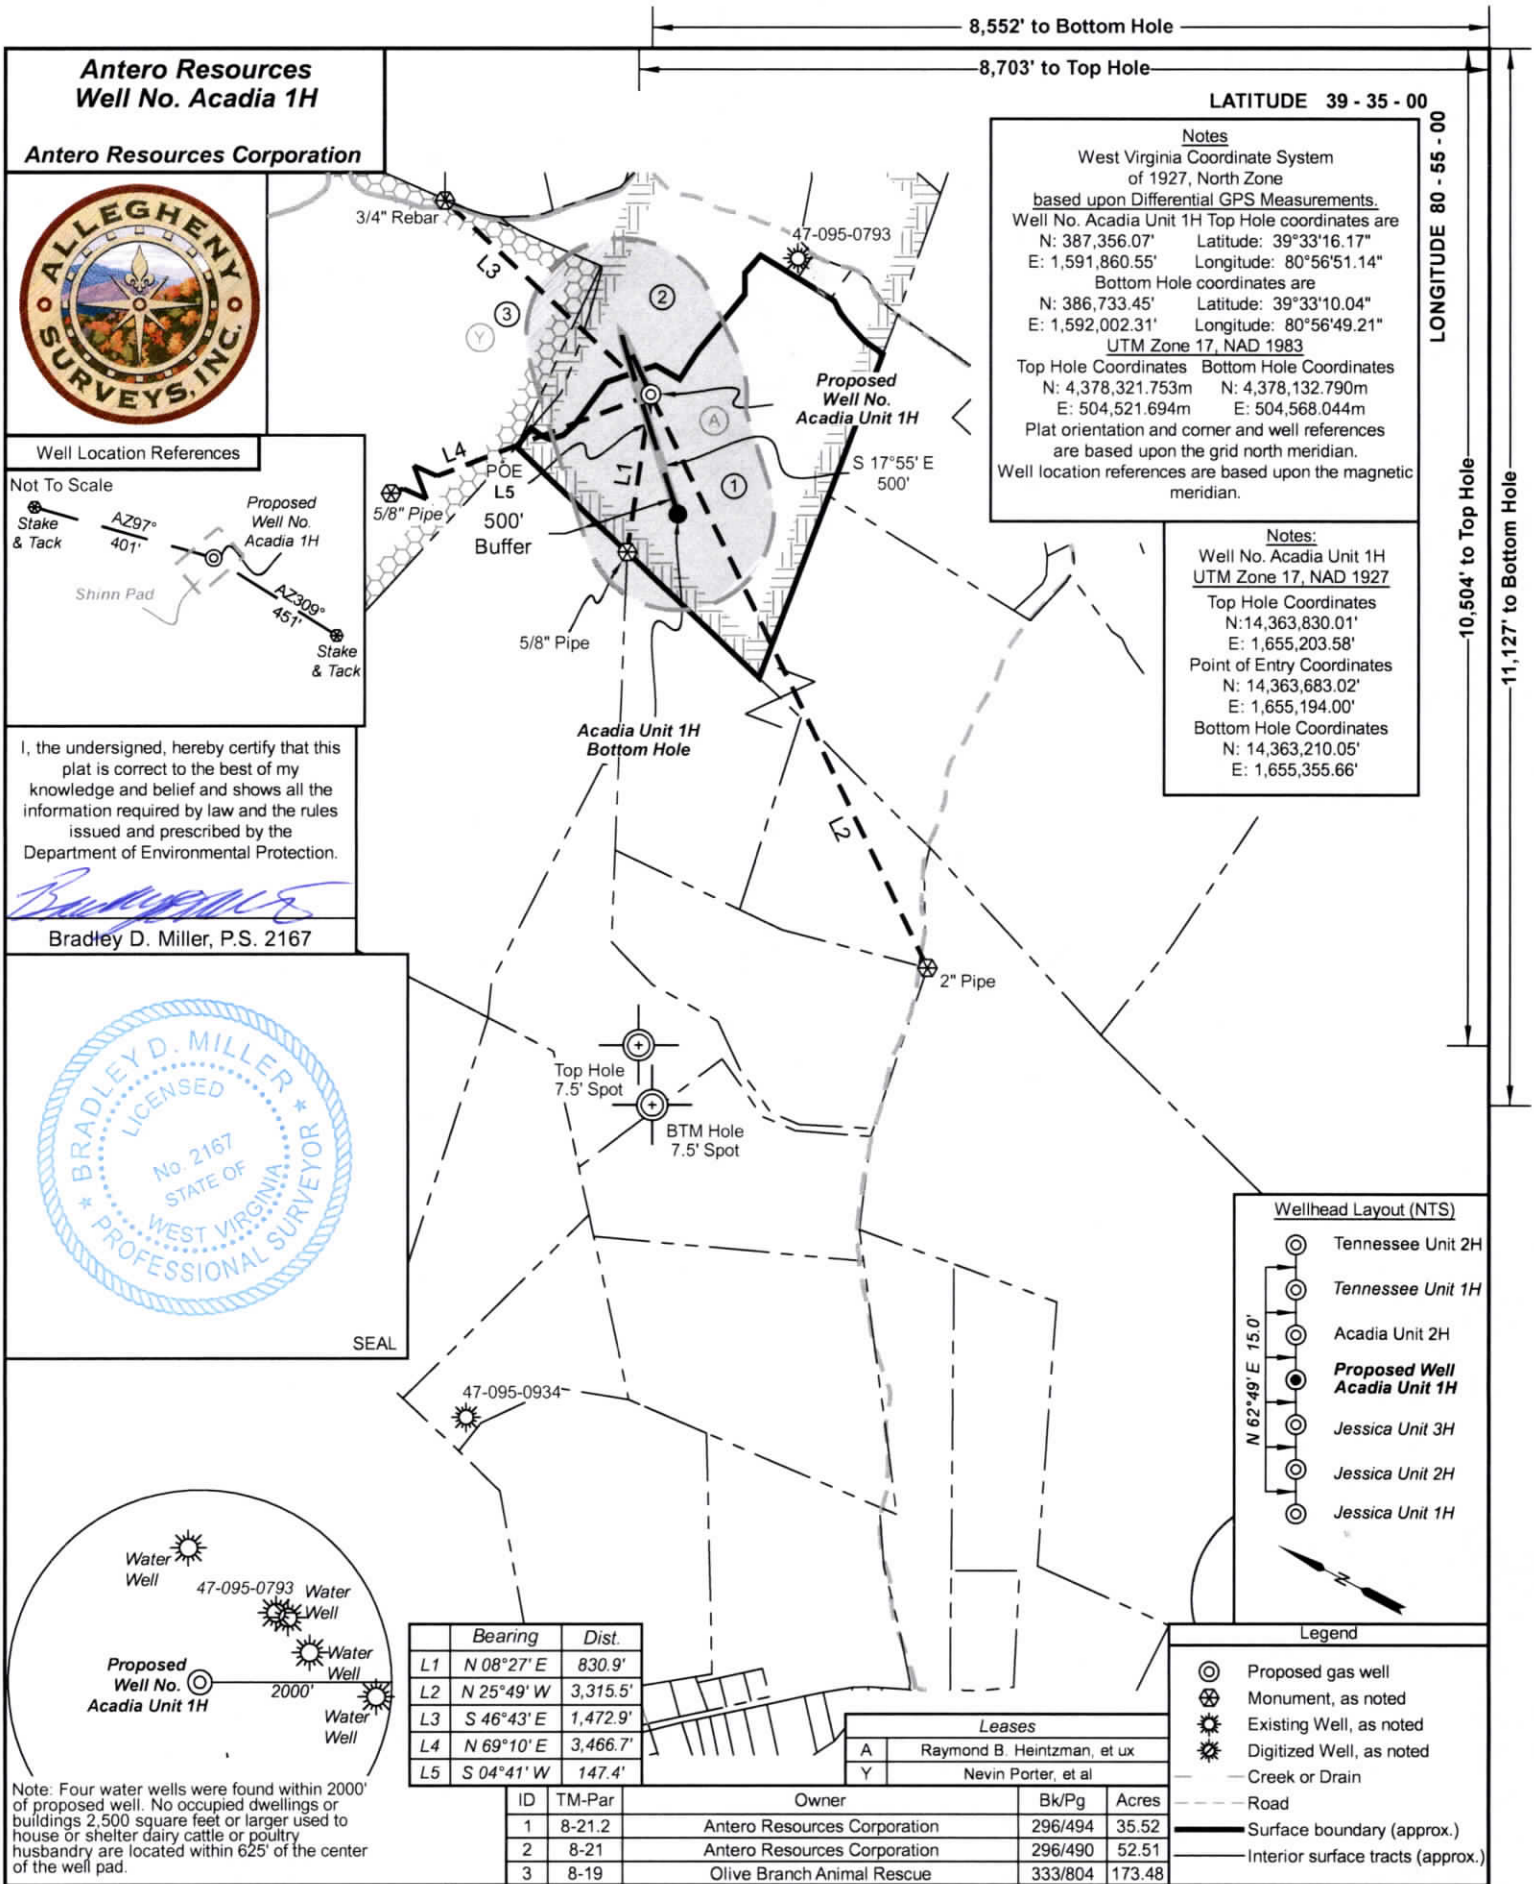 8,552' to Bottom Hole
8,703' to Top Hole
Antero Resources
Well No. Acadia 1H
Antero Resources Corporation
ALLEGHENY
SURVEYS, INC.
LATITUDE 39 - 35 - 00
LONGITUDE 80 - 55 - 00
10,504' to Top Hole
11,127' to Bottom Hole
Notes
West Virginia Coordinate System
of 1927, North Zone
based upon Differential GPS Measurements.
Well No. Acadia Unit 1H Top Hole coordinates are
N: 387,356.07' Latitude: 39°33'16.17"
E: 1,591,860.55' Longitude: 80°56'51.14"
Bottom Hole coordinates are
N: 386,733.45' Latitude: 39°33'10.04"
E: 1,592,002.31' Longitude: 80°56'49.21"
UTM Zone 17, NAD 1983
Top Hole Coordinates Bottom Hole Coordinates
N: 4,378,321.753m N: 4,378,132.790m
E: 504,521.694m E: 504,568.044m
Plat orientation and corner and well references
are based upon the grid north meridian.
Well location references are based upon the magnetic
meridian.
Notes:
Well No. Acadia Unit 1H
UTM Zone 17, NAD 1927
Top Hole Coordinates
N:14,363,830.01'
E: 1,655,203.58'
Point of Entry Coordinates
N: 14,363,683.02'
E: 1,655,194.00'
Bottom Hole Coordinates
N: 14,363,210.05'
E: 1,655,355.66'
3/4" Rebar
L3
3
Y
2
47-095-0793
Proposed
Well No.
Acadia Unit 1H
A
S 17°55' E
500'
1
L4
POE
L5
L1
5/8" Pipe
500'
Buffer
5/8" Pipe
Acadia Unit 1H
Bottom Hole
L2
2" Pipe
Well Location References
Not To Scale
Stake
& Tack
AZ97°
401'
Proposed
Well No.
Acadia 1H
Shinn Pad
AZ309°
451'
Stake
& Tack
I, the undersigned, hereby certify that this
plat is correct to the best of my
knowledge and belief and shows all the
information required by law and the rules
issued and prescribed by the
Department of Environmental Protection.
Bradley D. Miller, P.S. 2167
BRADLEY D. MILLER
LICENSED
No. 2167
STATE OF
WEST VIRGINIA
PROFESSIONAL SURVEYOR
SEAL
Top Hole
7.5' Spot
BTM Hole
7.5' Spot
47-095-0934
Wellhead Layout (NTS)
Tennessee Unit 2H
Tennessee Unit 1H
Acadia Unit 2H
Proposed Well
Acadia Unit 1H
Jessica Unit 3H
Jessica Unit 2H
Jessica Unit 1H
N 62°49' E 15.0'
N
Water
Well
47-095-0793
Water
Well
Water
Well
Water
Well
Proposed
Well No.
Acadia Unit 1H
2000'
Note: Four water wells were found within 2000'
of proposed well. No occupied dwellings or
buildings 2,500 square feet or larger used to
house or shelter dairy cattle or poultry
husbandry are located within 625' of the center
of the well pad.
Bearing Dist.
L1 N 08°27' E 830.9'
L2 N 25°49' W 3,315.5'
L3 S 46°43' E 1,472.9'
L4 N 69°10' E 3,466.7'
L5 S 04°41' W 147.4'
Leases
A Raymond B. Heintzman, et ux
Y Nevin Porter, et al
ID TM-Par Owner Bk/Pg Acres
1 8-21.2 Antero Resources Corporation 296/494 35.52
2 8-21 Antero Resources Corporation 296/490 52.51
3 8-19 Olive Branch Animal Rescue 333/804 173.48
Legend
Proposed gas well
Monument, as noted
Existing Well, as noted
Digitized Well, as noted
Creek or Drain
Road
Surface boundary (approx.)
Interior surface tracts (approx.)